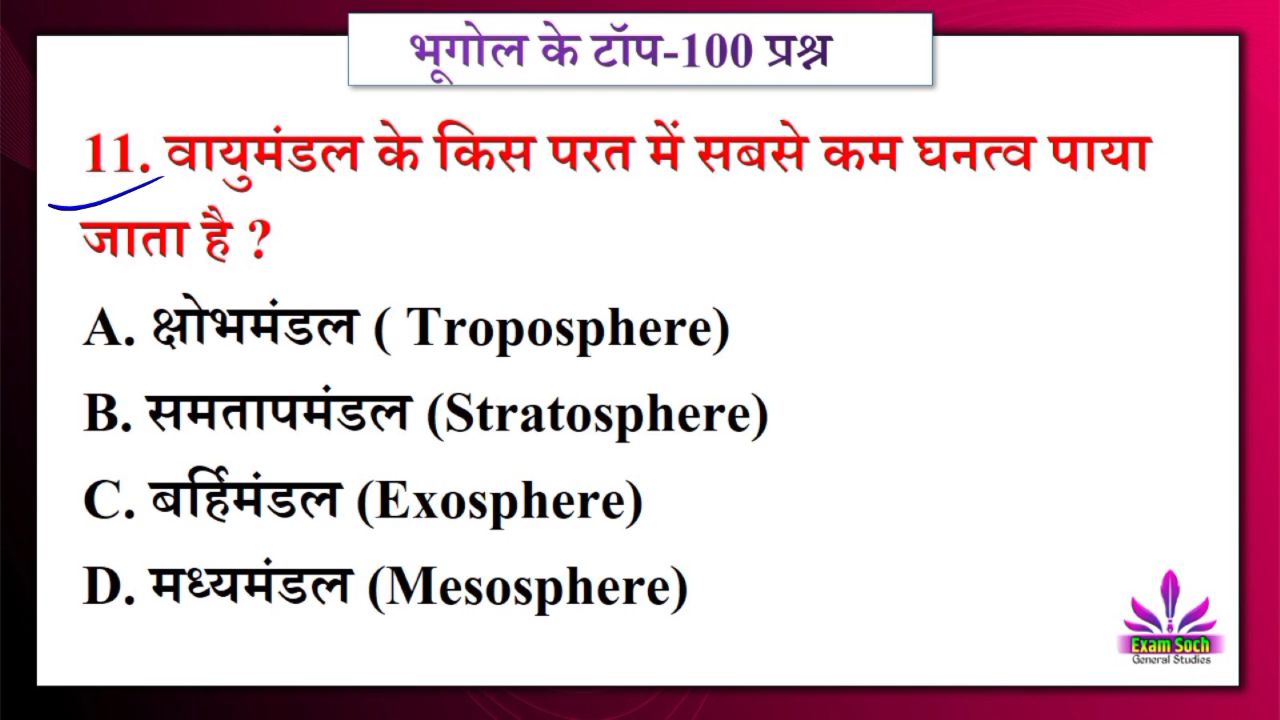 भूगोल के टॉप-100 प्रश्न
11. वायुमंडल के किस परत में सबसे कम घनत्व पाया
जाता है ?
A. क्षोभमंडल ( Troposphere)
B. समतापमंडल (Stratosphere)
C. बर्हिमंडल (Exosphere)
D. मध्यमंडल (Mesosphere)
Exam Soch
General Studies